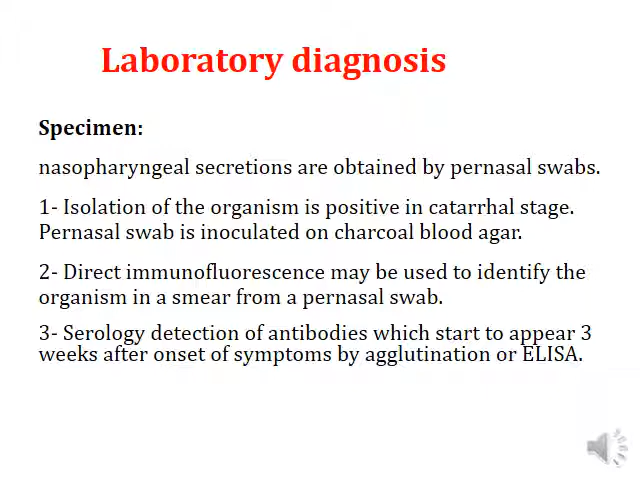 Laboratory diagnosis
Specimen:
nasopharyngeal secretions are obtained by pernasal swabs.
1- Isolation of the organism is positive in catarrhal stage.
Pernasal swab is inoculated on charcoal blood agar.
2- Direct immunofluorescence may be used to identify the
organism in a smear from a pernasal swab.
3- Serology detection of antibodies which start to appear 3
weeks after onset of symptoms by agglutination or ELISA.